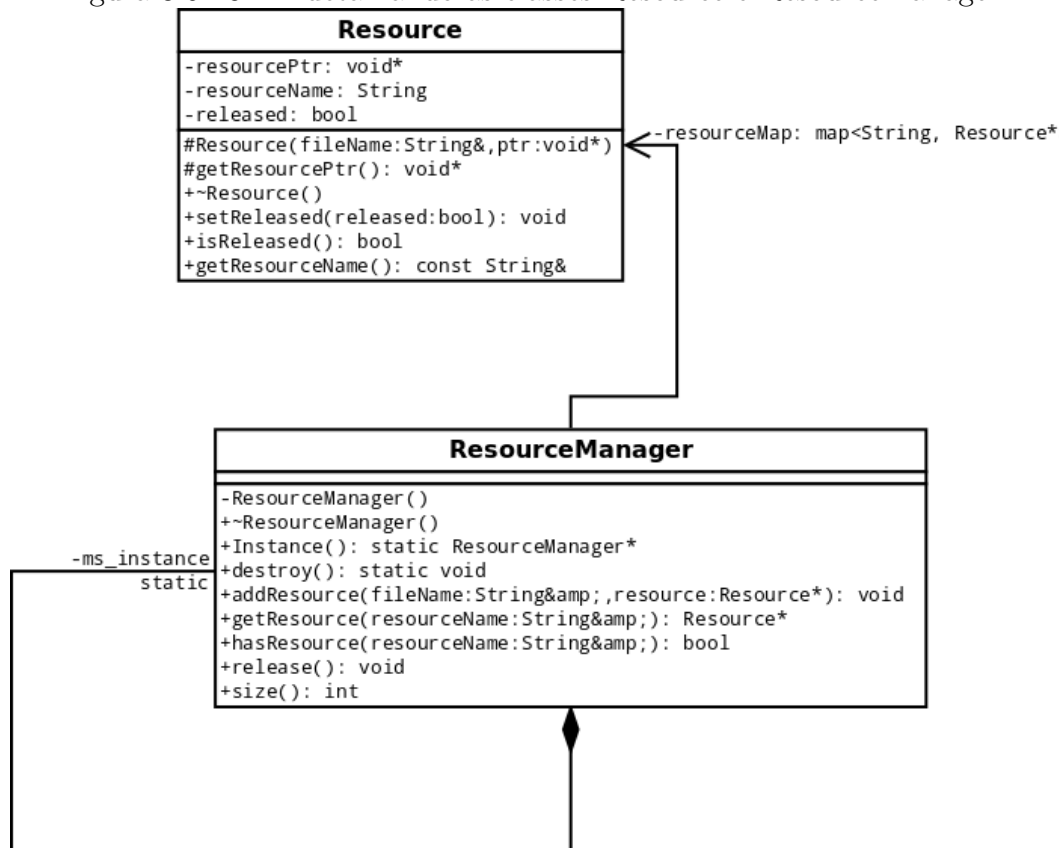 Resource
-resourcePtr: void*
-resourceName: String
-released: bool
#Resource(fileName:String&,ptr:void*)
#getResourcePtr(): void*
+~Resource()
+setReleased(released:bool): void
+isReleased(): bool
+getResourceName(): const String&
-resourceMap: map<String, Resource*
ResourceManager
-ResourceManager()
+~ResourceManager()
+Instance(): static ResourceManager*
+destroy(): static void
+addResource(fileName:String&amp;,resource:Resource*): void
+getResource(resourceName:String&amp;): Resource*
+hasResource(resourceName:String&amp;): bool
+release(): void
+size(): int
-ms_instance
static